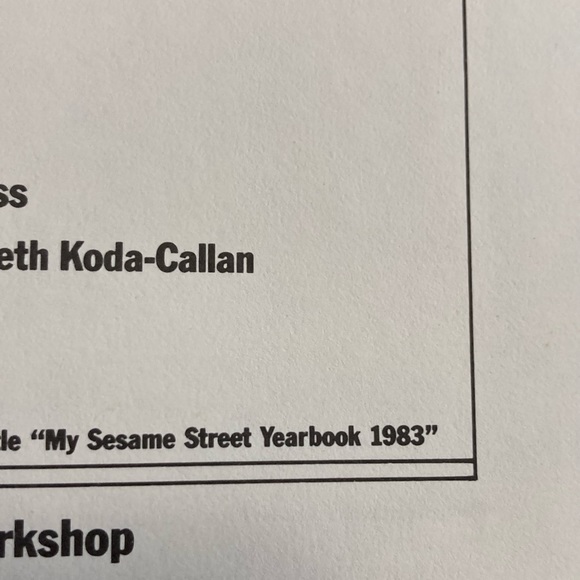 ss
eth Koda-Callan
le “My Sesame Street Yearbook 1983”
rkshop